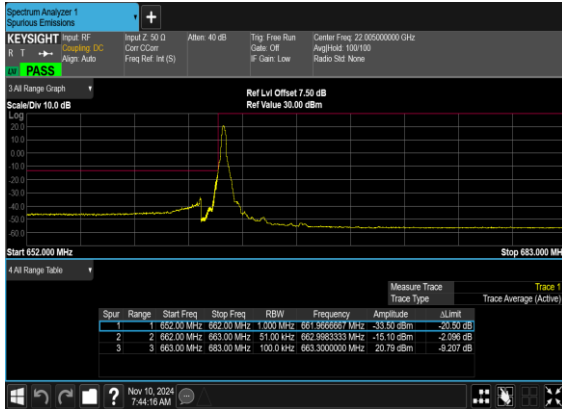 Spectrum Analyzer 1
Spurious Emissions
KEYSIGHT Input: RF Input Z: 50 Ω Atten: 40 dB Trig: Free Run Center Freq: 22.005000000 GHz
R T Coupling: DC Corr CCorr Gate: Off Avg|Hold: 100/100
Align: Auto Freq Ref: Int (S) IF Gain: Low Radio Std: None
PASS
3 All Range Graph
Ref Lvl Offset 7.50 dB
Scale/Div 10.0 dB Ref Value 30.00 dBm
Log
20.0
10.0
0.00
-10.0
-20.0
-30.0
-40.0
-50.0
-60.0
Start 652.000 MHz Stop 683.000 MH
4 All Range Table
Measure Trace Trace 1
Trace Type Trace Average (Active)
Spur Range Start Freq Stop Freq RBW Frequency Amplitude ΔLimit
1 1 652.00 MHz 662.00 MHz 1.000 MHz 661.9666667 MHz -33.50 dBm -20.50 dB
2 2 662.00 MHz 663.00 MHz 51.00 kHz 662.9983333 MHz -15.10 dBm -2.096 dB
3 3 663.00 MHz 683.00 MHz 100.0 kHz 663.3000000 MHz 20.79 dBm -9.207 dB
? Nov 10, 2024
7:44:16 AM